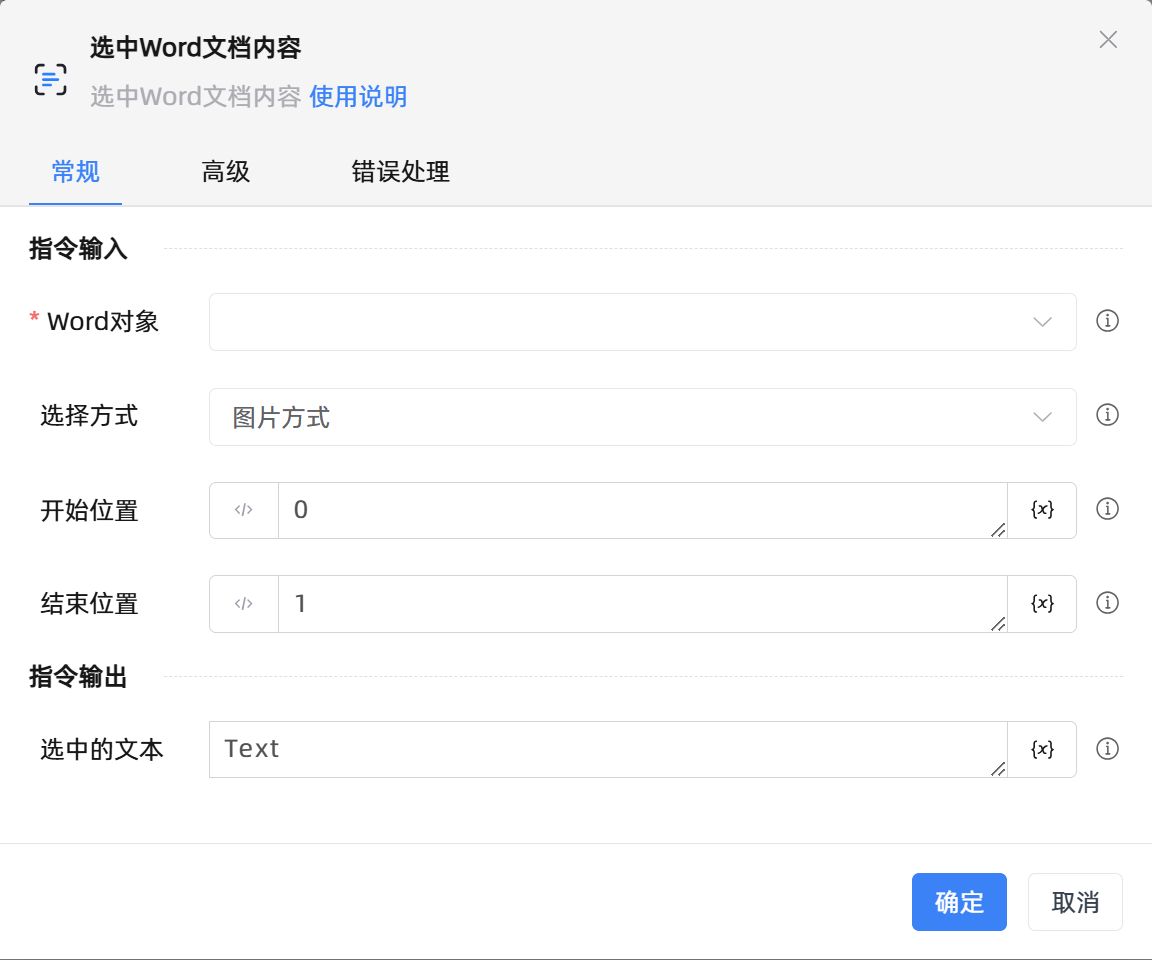 选中Word文档内容
选中Word文档内容 使用说明
常规 高级 错误处理
指令输入
* Word对象
选择方式 图片方式
开始位置 </> 0 {x}
结束位置 </> 1 {x}
指令输出
选中的文本 Text {x}
确定 取消